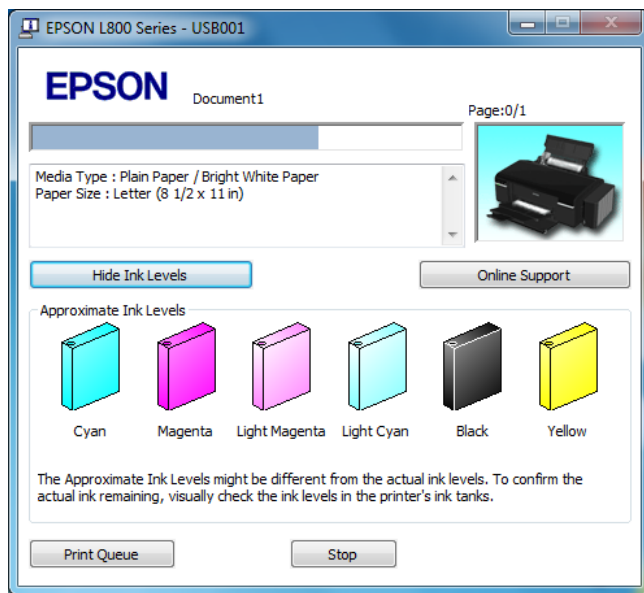 EPSON L800 Series - USB001
EPSON
Document1
Page:0/1
Media Type : Plain Paper / Bright White Paper
Paper Size : Letter (8 1/2 x 11 in)
Hide Ink Levels
Online Support
Approximate Ink Levels
Cyan
Magenta
Light Magenta
Light Cyan
Black
Yellow
The Approximate Ink Levels might be different from the actual ink levels. To confirm the
actual ink remaining, visually check the ink levels in the printer's ink tanks.
Print Queue
Stop